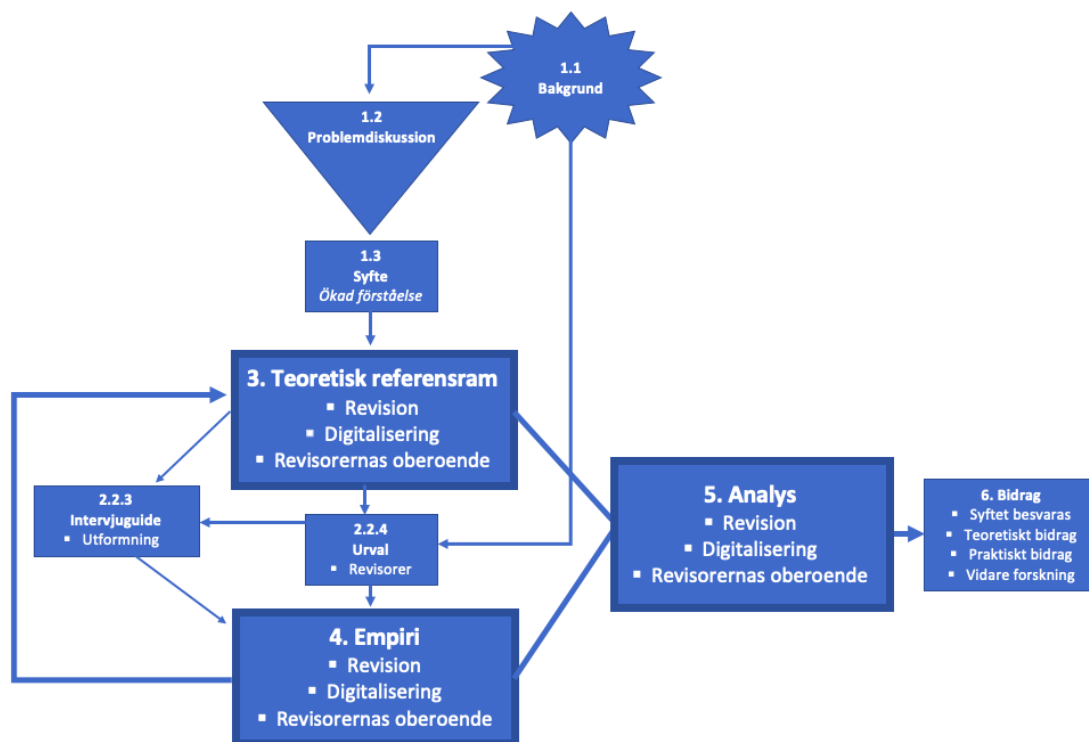 1.1
Bakgrund
1.2
Problemdiskussion
1.3
Syfte
Ökad förståelse
3. Teoretisk referensram
▪ Revision
▪ Digitalisering
▪ Revisorernas oberoende
2.2.3
Intervjuguide
▪ Utformning
2.2.4
Urval
▪ Revisorer
4. Empiri
▪ Revision
▪ Digitalisering
▪ Revisorernas oberoende
5. Analys
▪ Revision
▪ Digitalisering
▪ Revisorernas oberoende
6. Bidrag
▪ Syftet besvaras
▪ Teoretiskt bidrag
▪ Praktiskt bidrag
▪ Vidare forskning